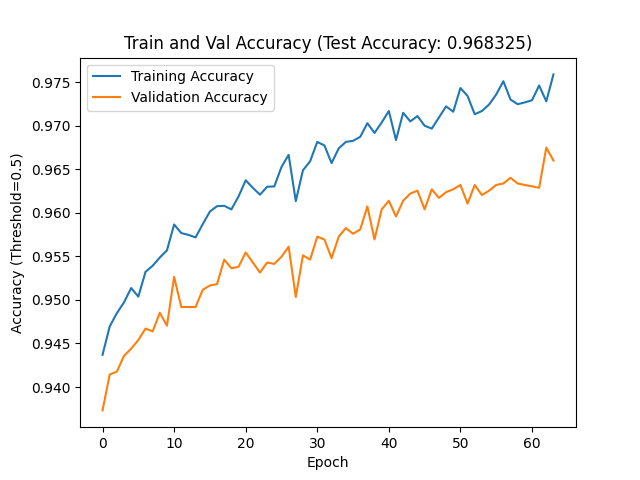 Train and Val Accuracy (Test Accuracy: 0.968325)
Training Accuracy
Validation Accuracy
Accuracy (Threshold=0.5)
0.975
0.970
0.965
0.960
0.955
0.950
0.945
0.940
0 10 20 30 40 50 60
Epoch